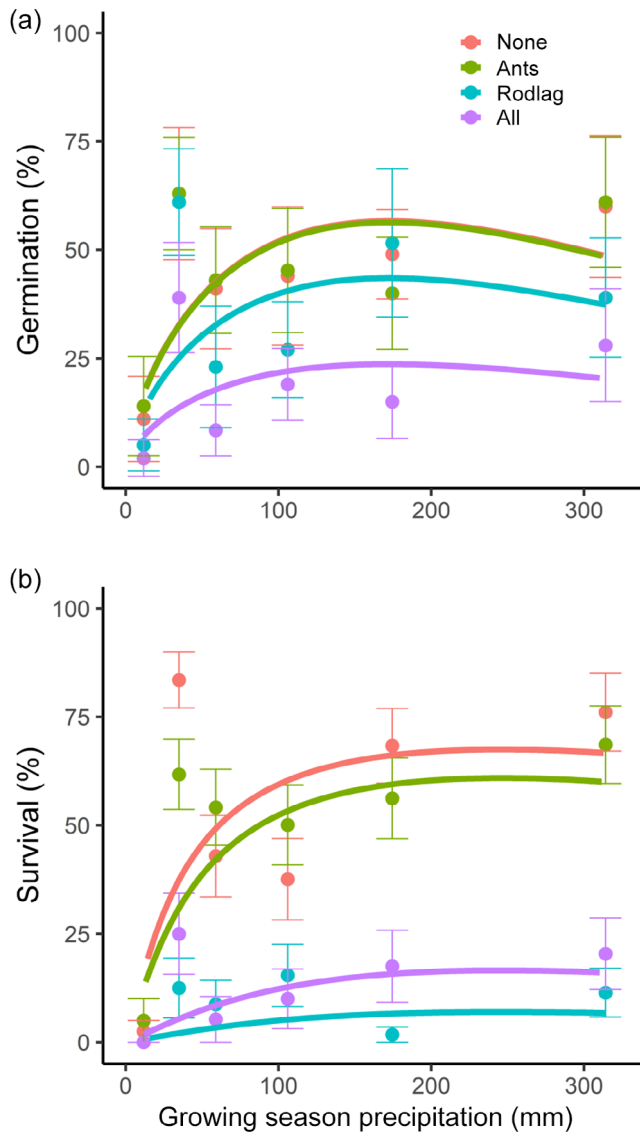 (a)
100
75
50
25
0
Germination (%)
None
Ants
Rodlag
All
0 100 200 300
(b)
100
75
50
25
0
Survival (%)
0 100 200 300
Growing season precipitation (mm)